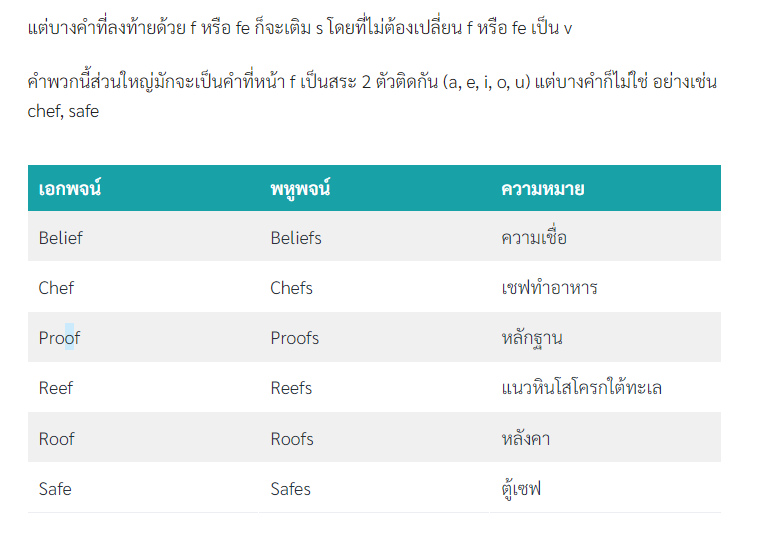 แต่บางคำที่ลงท้ายด้วย f หรือ fe ก็จะเติม s โดยที่ไม่ต้องเปลี่ยน f หรือ fe เป็น v
คำพวกนี้ส่วนใหญ่มักจะเป็นคำที่หน้า f เป็นสระ 2 ตัวติดกัน (a, e, i, o, u) แต่บางคำก็ไม่ใช่ อย่างเช่น
chef, safe
เอกพจน์ พหูพจน์ ความหมาย
Belief Beliefs ความเชื่อ
Chef Chefs เชฟทำอาหาร
Proof Proofs หลักฐาน
Reef Reefs แนวหินโสโครกใต้ทะเล
Roof Roofs หลังคา
Safe Safes ตู้เซฟ